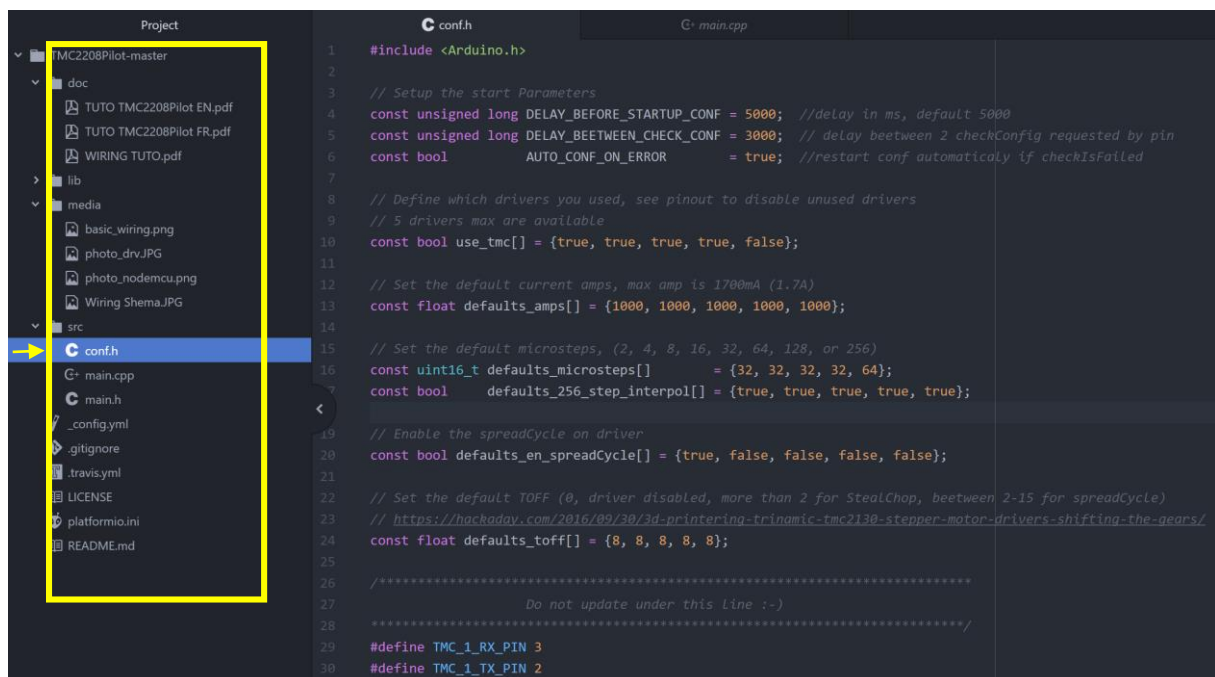 Project
TMC2208Pilot-master
doc
TUTO TMC2208Pilot EN.pdf
TUTO TMC2208Pilot FR.pdf
WIRING TUTO.pdf
lib
media
basic_wiring.png
photo_drv.JPG
photo_nodemcu.png
Wiring Shema.JPG
src
conf.h
main.cpp
main.h
_config.yml
.gitignore
.travis.yml
LICENSE
platformio.ini
README.md
conf.h
main.cpp
1 #include <Arduino.h>
2
3 // Setup the start Parameters
4 const unsigned long DELAY_BEFORE_STARTUP_CONF = 5000; //delay in ms, default 5000
5 const unsigned long DELAY_BEETWEEN_CHECK_CONF = 3000; // delay beetween 2 checkConfig requested by pin
6 const bool AUTO_CONF_ON_ERROR = true; //restart conf automaticaly if checkIsFailed
7
8 // Define which drivers you used, see pinout to disable unused drivers
9 // 5 drivers max are available
10 const bool use_tmc[] = {true, true, true, true, false};
11
12 // Set the default current amps, max amp is 1700mA (1.7A)
13 const float defaults_amps[] = {1000, 1000, 1000, 1000, 1000};
14
15 // Set the default microsteps, (2, 4, 8, 16, 32, 64, 128, or 256)
16 const uint16_t defaults_microsteps[] = {32, 32, 32, 32, 64};
7 const bool defaults_256_step_interpol[] = {true, true, true, true, true};
19 // Enable the spreadCycle on driver
20 const bool defaults_en_spreadCycle[] = {true, false, false, false, false};
21
22 // Set the default TOFF (0, driver disabled, more than 2 for StealChop, beetween 2-15 for spreadCycle)
23 // https://hackaday.com/2016/09/30/3d-printering-trinamic-tmc2130-stepper-motor-drivers-shifting-the-gears/
24 const float defaults_toff[] = {8, 8, 8, 8, 8};
25
26 /*****************************************************************************
27 Do not update under this line :-)
28 *****************************************************************************/
29 #define TMC_1_RX_PIN 3
30 #define TMC_1_TX_PIN 2